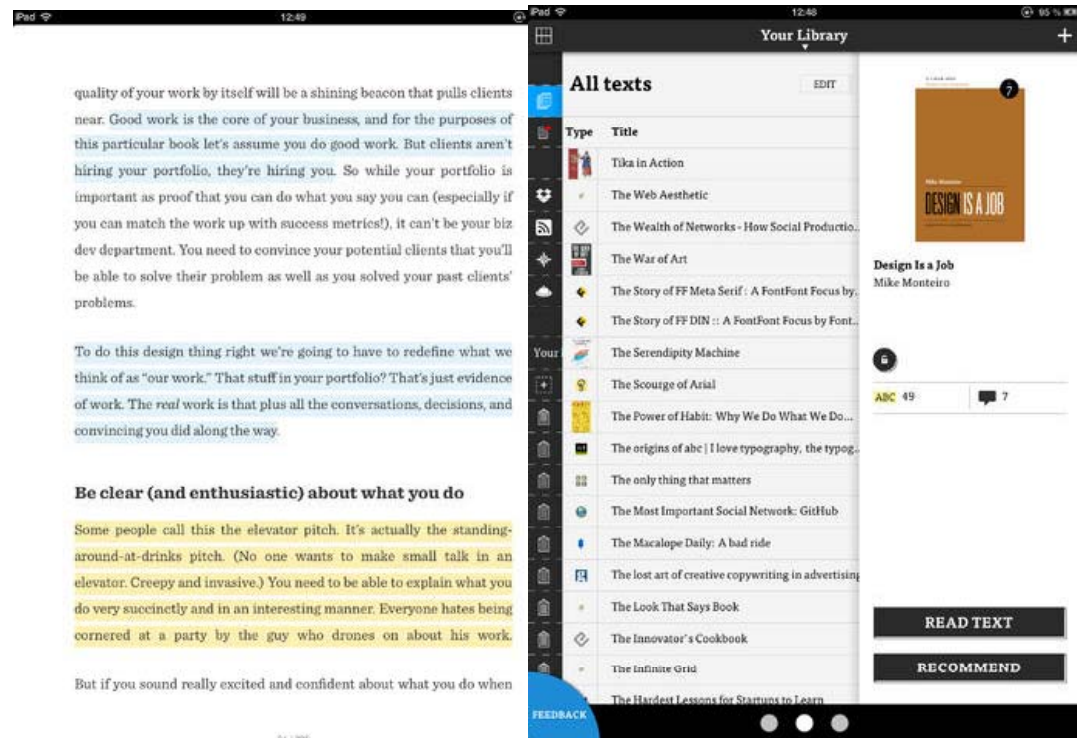 iPad
12:49
quality of your work by itself will be a shining beacon that pulls clients
near. Good work is the core of your business, and for the purposes of
this particular book let's assume you do good work. But clients aren't
hiring your portfolio, they're hiring you. So while your portfolio is
important as proof that you can do what you say you can (especially if
you can match the work up with success metrics!), it can't be your biz
dev department. You need to convince your potential clients that you'll
be able to solve their problem as well as you solved your past clients'
problems.
To do this design thing right we're going to have to redefine what we
think of as “our work.” That stuff in your portfolio? That's just evidence
of work. The real work is that plus all the conversations, decisions, and
convincing you did along the way.
Be clear (and enthusiastic) about what you do
Some people call this the elevator pitch. It's actually the standing-
around-at-drinks pitch. (No one wants to make small talk in an
elevator. Creepy and invasive.) You need to be able to explain what you
do very succinctly and in an interesting manner. Everyone hates being
cornered at a party by the guy who drones on about his work.
But if you sound really excited and confident about what you do when
iPad
12:48
95 %
Your Library
All texts
EDIT
Type Title
Tika in Action
The Web Aesthetic
The Wealth of Networks - How Social Productio..
The War of Art
The Story of FF Meta Serif : A FontFont Focus by.
The Story of FF DIN :: A FontFont Focus by Font..
Your
The Serendipity Machine
The Scourge of Arial
The Power of Habit: Why We Do What We Do...
The origins of abc | I love typography, the typog..
The only thing that matters
The Most Important Social Network: GitHub
The Macalope Daily: A bad ride
The lost art of creative copywriting in advertising
The Look That Says Book
The Innovator's Cookbook
The Infinite Grid
The Hardest Lessons for Startups to Learn
FEEDBACK
7
Mike Monteiro
DESIGN IS A JOB
Design Is a Job
Mike Monteiro
ABC 49
7
READ TEXT
RECOMMEND